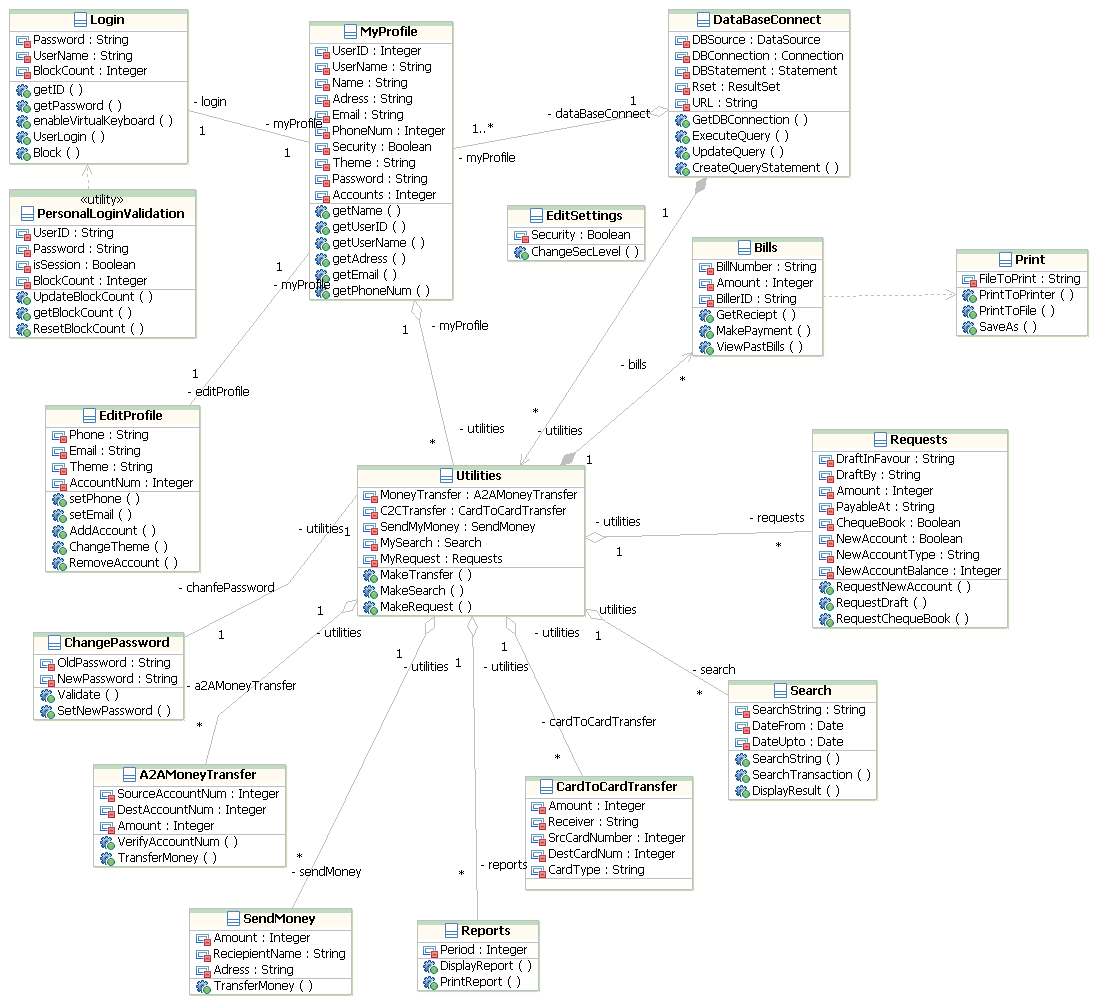 Login
Password : String
UserName : String
BlockCount : Integer
getID ( )
getPassword ( )
enableVirtualKeyboard ( )
UserLogin ( )
Block ( )
- login
1
- myProfile
1
MyProfile
UserID : Integer
UserName : String
Name : String
Adress : String
Email : String
PhoneNum : Integer
Security : Boolean
Theme : String
Password : String
Accounts : Integer
getName ( )
getUserID ( )
getUserName ( )
getAdress ( )
getEmail ( )
getPhoneNum ( )
1..*
- myProfile
- dataBaseConnect
1
DataBaseConnect
DBSource : DataSource
DBConnection : Connection
DBStatement : Statement
Rset : ResultSet
URL : String
GetDBConnection ( )
ExecuteQuery ( )
UpdateQuery ( )
CreateQueryStatement ( )
1
«utility»
PersonalLoginValidation
UserID : String
Password : String
isSession : Boolean
BlockCount : Integer
UpdateBlockCount ( )
getBlockCount ( )
ResetBlockCount ( )
EditSettings
Security : Boolean
ChangeSecLevel ( )
Bills
BillNumber : String
Amount : Integer
BillerID : String
GetReciept ( )
MakePayment ( )
ViewPastBills ( )
Print
FileToPrint : String
PrintToPrinter ( )
PrintToFile ( )
SaveAs ( )
1
- myProfile
1
- myProfile
1
- editProfile
- bills
*
*
- utilities
- utilities
*
1
EditProfile
Phone : String
Email : String
Theme : String
AccountNum : Integer
setPhone ( )
setEmail ( )
AddAccount ( )
ChangeTheme ( )
RemoveAccount ( )
Utilities
MoneyTransfer : A2AMoneyTransfer
C2CTransfer : CardToCardTransfer
SendMyMoney : SendMoney
MySearch : Search
MyRequest : Requests
MakeTransfer ( )
MakeSearch ( )
MakeRequest ( )
Requests
DraftInFavour : String
DraftBy : String
Amount : Integer
PayableAt : String
ChequeBook : Boolean
NewAccount : Boolean
NewAccountType : String
NewAccountBalance : Integer
RequestNewAccount ( )
RequestDraft ( )
RequestChequeBook ( )
- utilities
1
- requests
*
- utilities
1
- chanfePassword
1
ChangePassword
OldPassword : String
NewPassword : String
Validate ( )
SetNewPassword ( )
1
- utilities
- a2AMoneyTransfer
*
1
- utilities
1
- utilities
1
- utilities
utilities
1
- search
*
Search
SearchString : String
DateFrom : Date
DateUpto : Date
SearchString ( )
SearchTransaction ( )
DisplayResult ( )
- cardToCardTransfer
*
A2AMoneyTransfer
SourceAccountNum : Integer
DestAccountNum : Integer
Amount : Integer
VerifyAccountNum ( )
TransferMoney ( )
CardToCardTransfer
Amount : Integer
Receiver : String
SrcCardNumber : Integer
DestCardNum : Integer
CardType : String
*
- sendMoney
*
- reports
SendMoney
Amount : Integer
ReciepientName : String
Adress : String
TransferMoney ( )
Reports
Period : Integer
DisplayReport ( )
PrintReport ( )